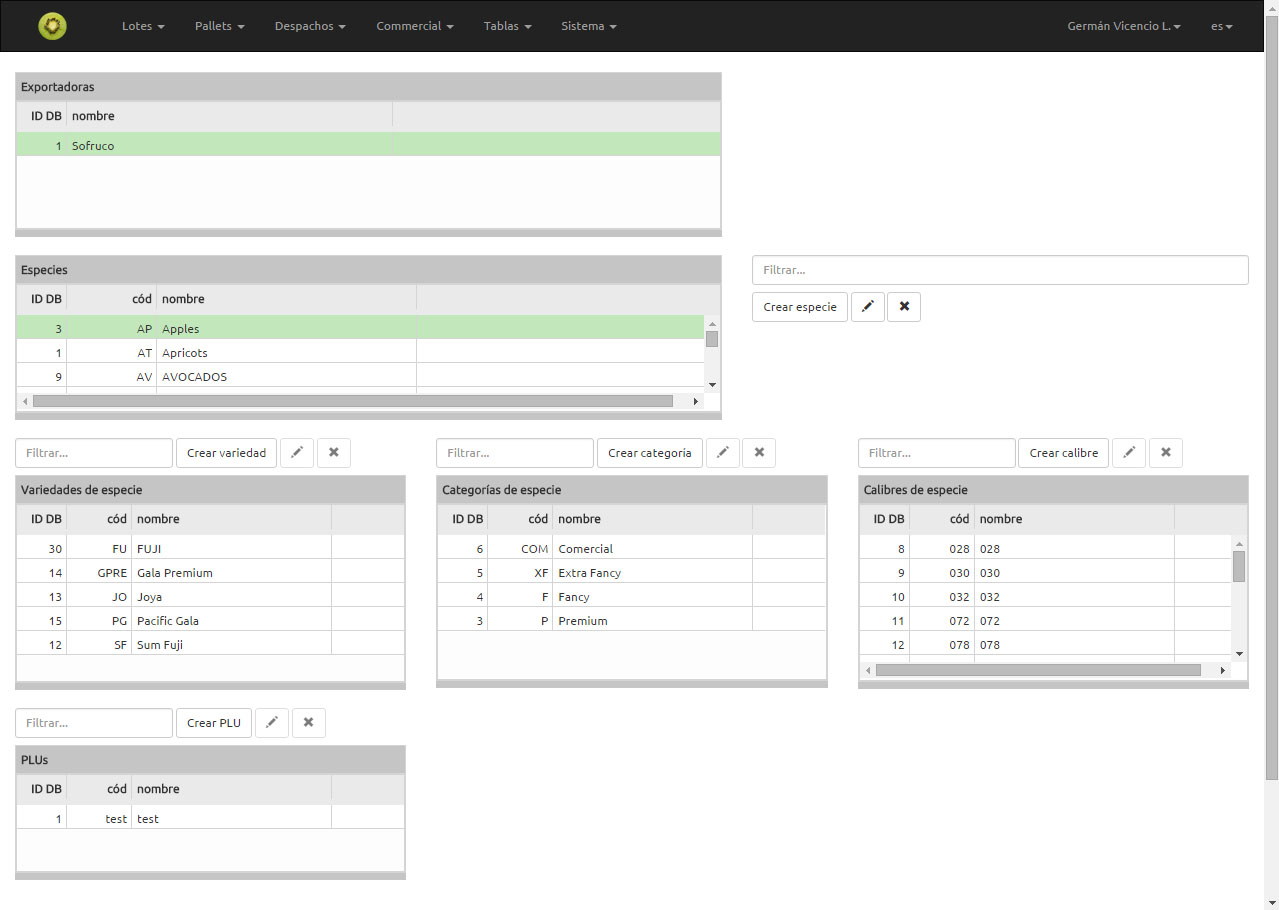 Lotes Pallets Despachos Commercial Tablas Sistema Germán Vicencio L. es
Exportadoras
ID DB nombre
1 Sofruco
Especies
ID DB cód nombre
3 AP Apples
1 AT Apricots
9 AV AVOCADOS
Filtrar...
Crear especie
Filtrar... Crear variedad
Variedades de especie
ID DB cód nombre
30 FU FUJI
14 GPRE Gala Premium
13 JO Joya
15 PG Pacific Gala
12 SF Sum Fuji
Filtrar... Crear categoría
Categorías de especie
ID DB cód nombre
6 COM Comercial
5 XF Extra Fancy
4 F Fancy
3 P Premium
Filtrar... Crear calibre
Calibres de especie
ID DB cód nombre
8 028 028
9 030 030
10 032 032
11 072 072
12 078 078
Filtrar... Crear PLU
PLUs
ID DB cód nombre
1 test test